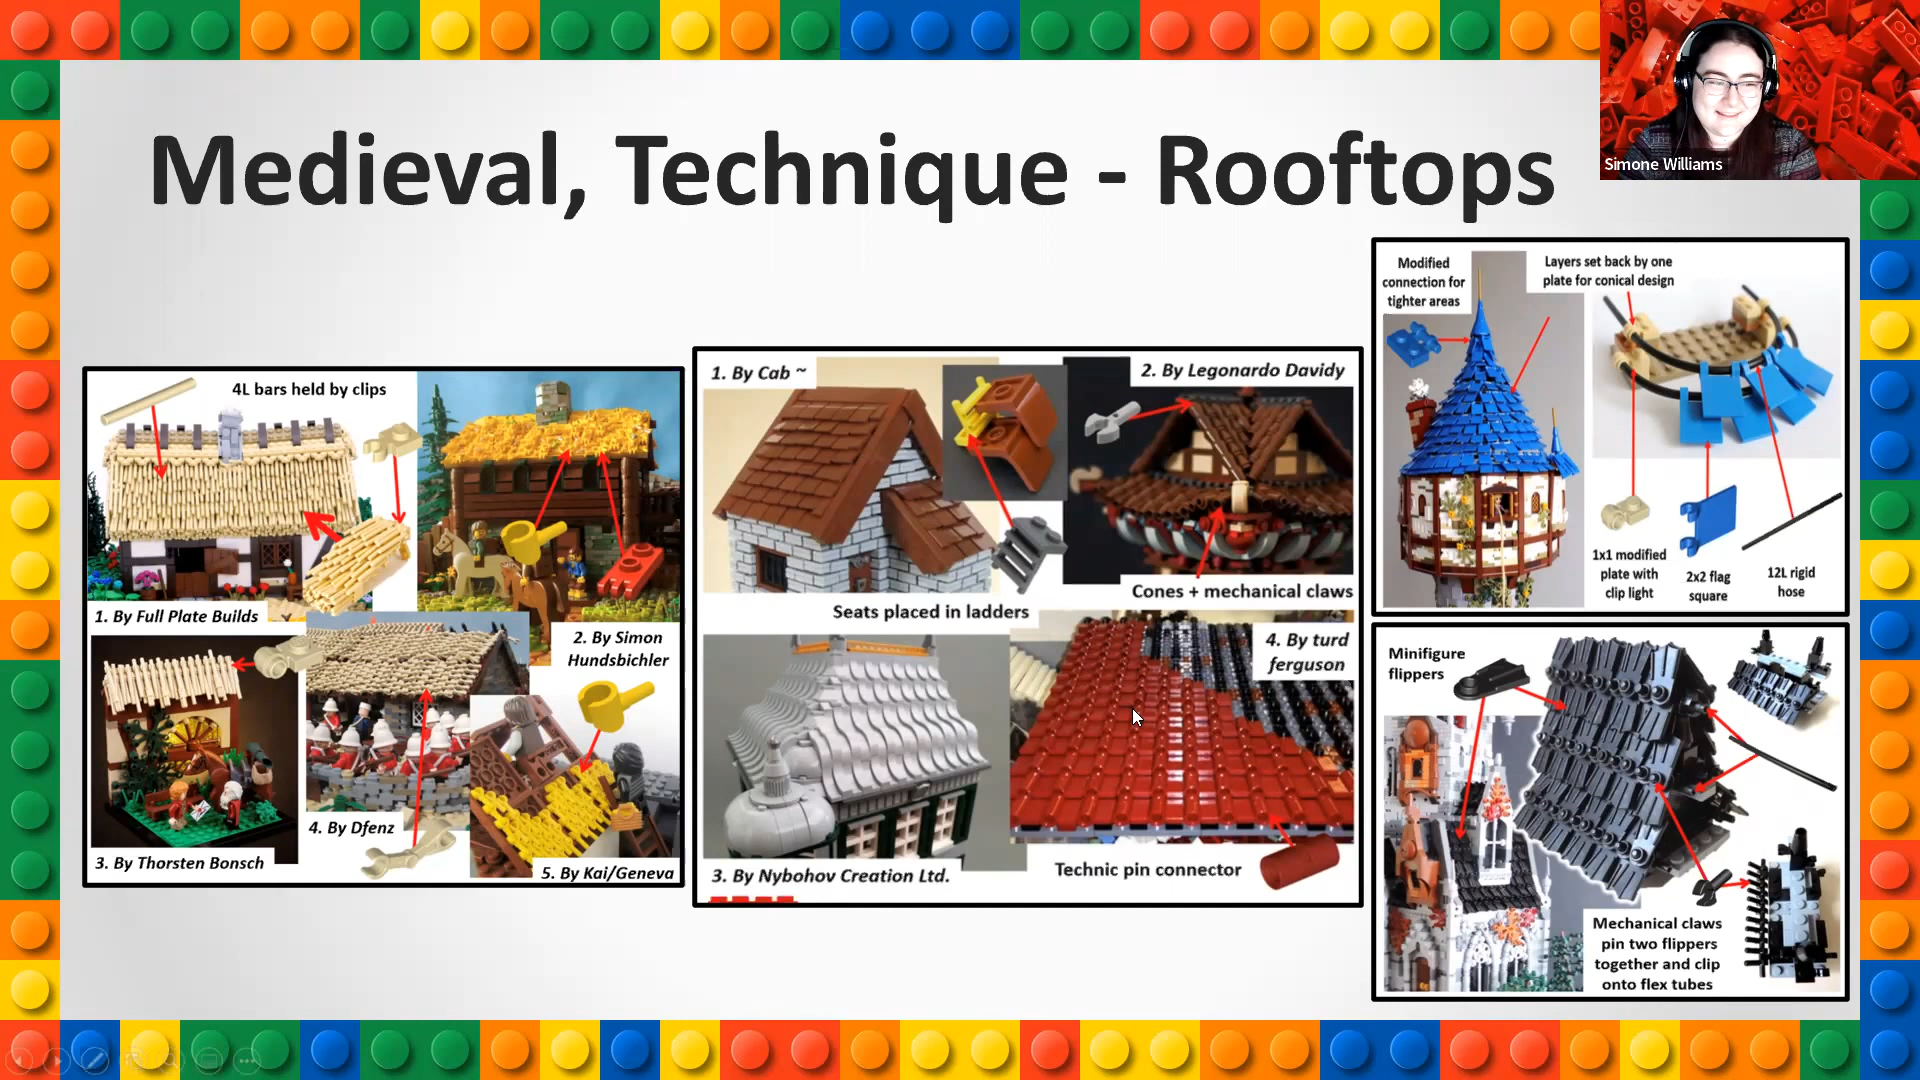 Medieval, Technique - Rooftops
Simone Williams
4L bars held by clips
1. By Full Plate Builds
2. By Simon
Hundsbichler
3. By Thorsten Bonsch
4. By Dfenz
5. By Kai/Geneva
1. By Cab ~
2. By Legonardo Davidy
Seats placed in ladders
Cones + mechanical claws
3. By Nybohov Creation Ltd.
4. By turd
ferguson
Technic pin connector
Modified
connection for
tighter areas
Layers set back by one
plate for conical design
1x1 modified
plate with
clip light
2x2 flag
square
12L rigid
hose
Minifigure
flippers
Mechanical claws
pin two flippers
together and clip
onto flex tubes